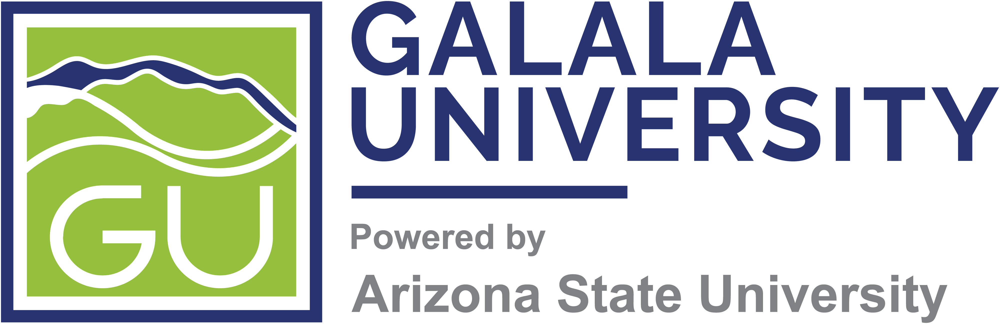 GU
GALALA
UNIVERSITY
Powered by
Arizona State University